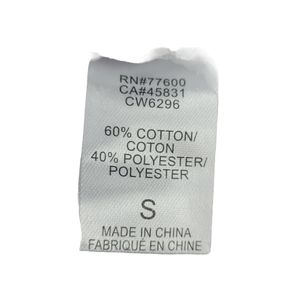 RN#77600
CA#45831
CW6296
60% COTTON/
COTON
40% POLYESTER/
POLYESTER
S
MADE IN CHINA
FABRIQUÉ EN CHINE